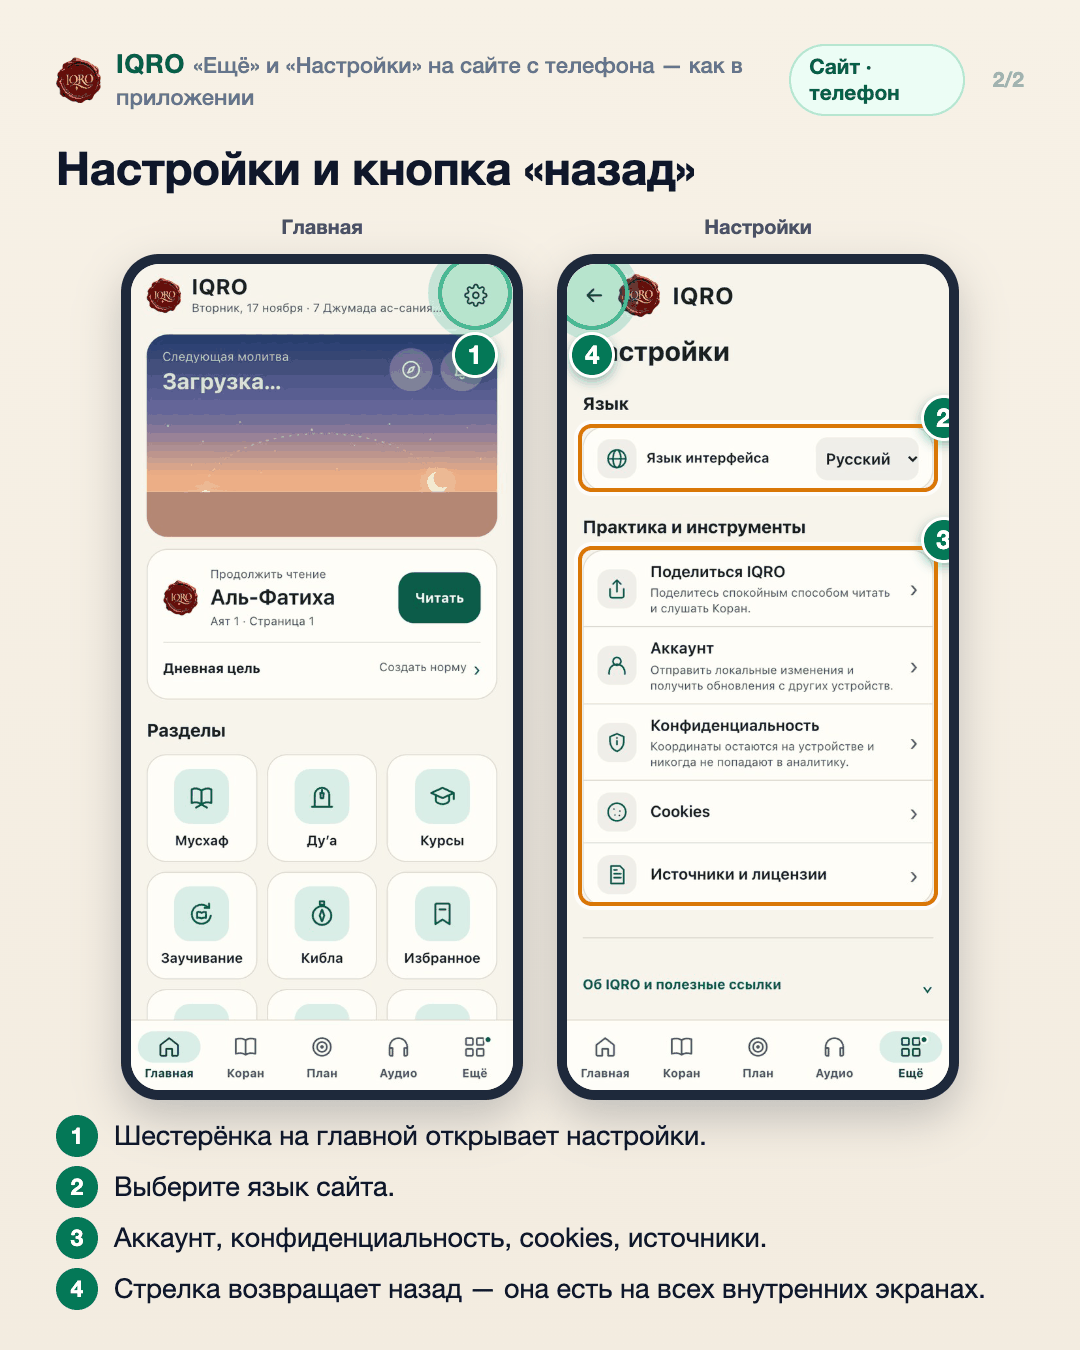 IQRO «Ещё» и «Настройки» на сайте с телефона — как в
приложении
Сайт ·
телефон
2/2
Настройки и кнопка «назад»
Главная
IQRO
Вторник, 17 ноября · 7 Джумада ас-сания...
1
Следующая молитва
Загрузка...
Продолжить чтение
Аль-Фатиха
Аят 1 · Страница 1
Читать
Дневная цель
Создать норму
Разделы
Мусхаф
Ду‘а
Курсы
Заучивание
Кибла
Избранное
Главная
Коран
План
Аудио
Ещё
Настройки
IQRO
4
астройки
Язык
2
Язык интерфейса
Русский
Практика и инструменты
3
Поделиться IQRO
Поделитесь спокойным способом читать
и слушать Коран.
Аккаунт
Отправить локальные изменения и
получить обновления с других устройств.
Конфиденциальность
Координаты остаются на устройстве и
никогда не попадают в аналитику.
Cookies
Источники и лицензии
Об IQRO и полезные ссылки
Главная
Коран
План
Аудио
Ещё
1 Шестерёнка на главной открывает настройки.
2 Выберите язык сайта.
3 Аккаунт, конфиденциальность, cookies, источники.
4 Стрелка возвращает назад — она есть на всех внутренних экранах.